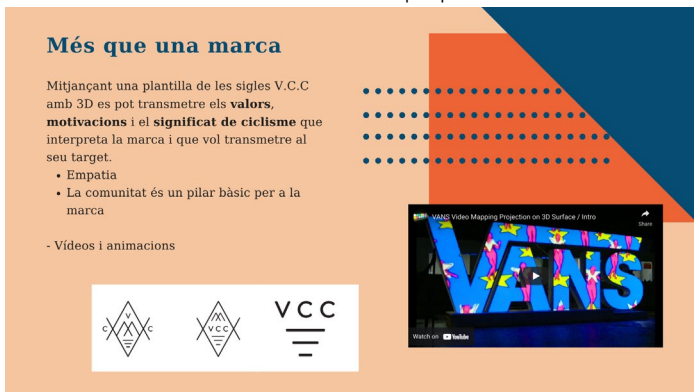 Més que una marca
Mitjançant una plantilla de les sigles V.C.C
amb 3D es pot transmetre els valors,
motivacions i el significat de ciclisme que
interpreta la marca i que vol transmetre al
seu target.
• Empatia
• La comunitat és un pilar bàsic per a la
marca
- Vídeos i animacions
V
C C
VCC
VCC
VANS Video Mapping Projection on 3D Surface / Intro
Share
VANS
Watch on YouTube